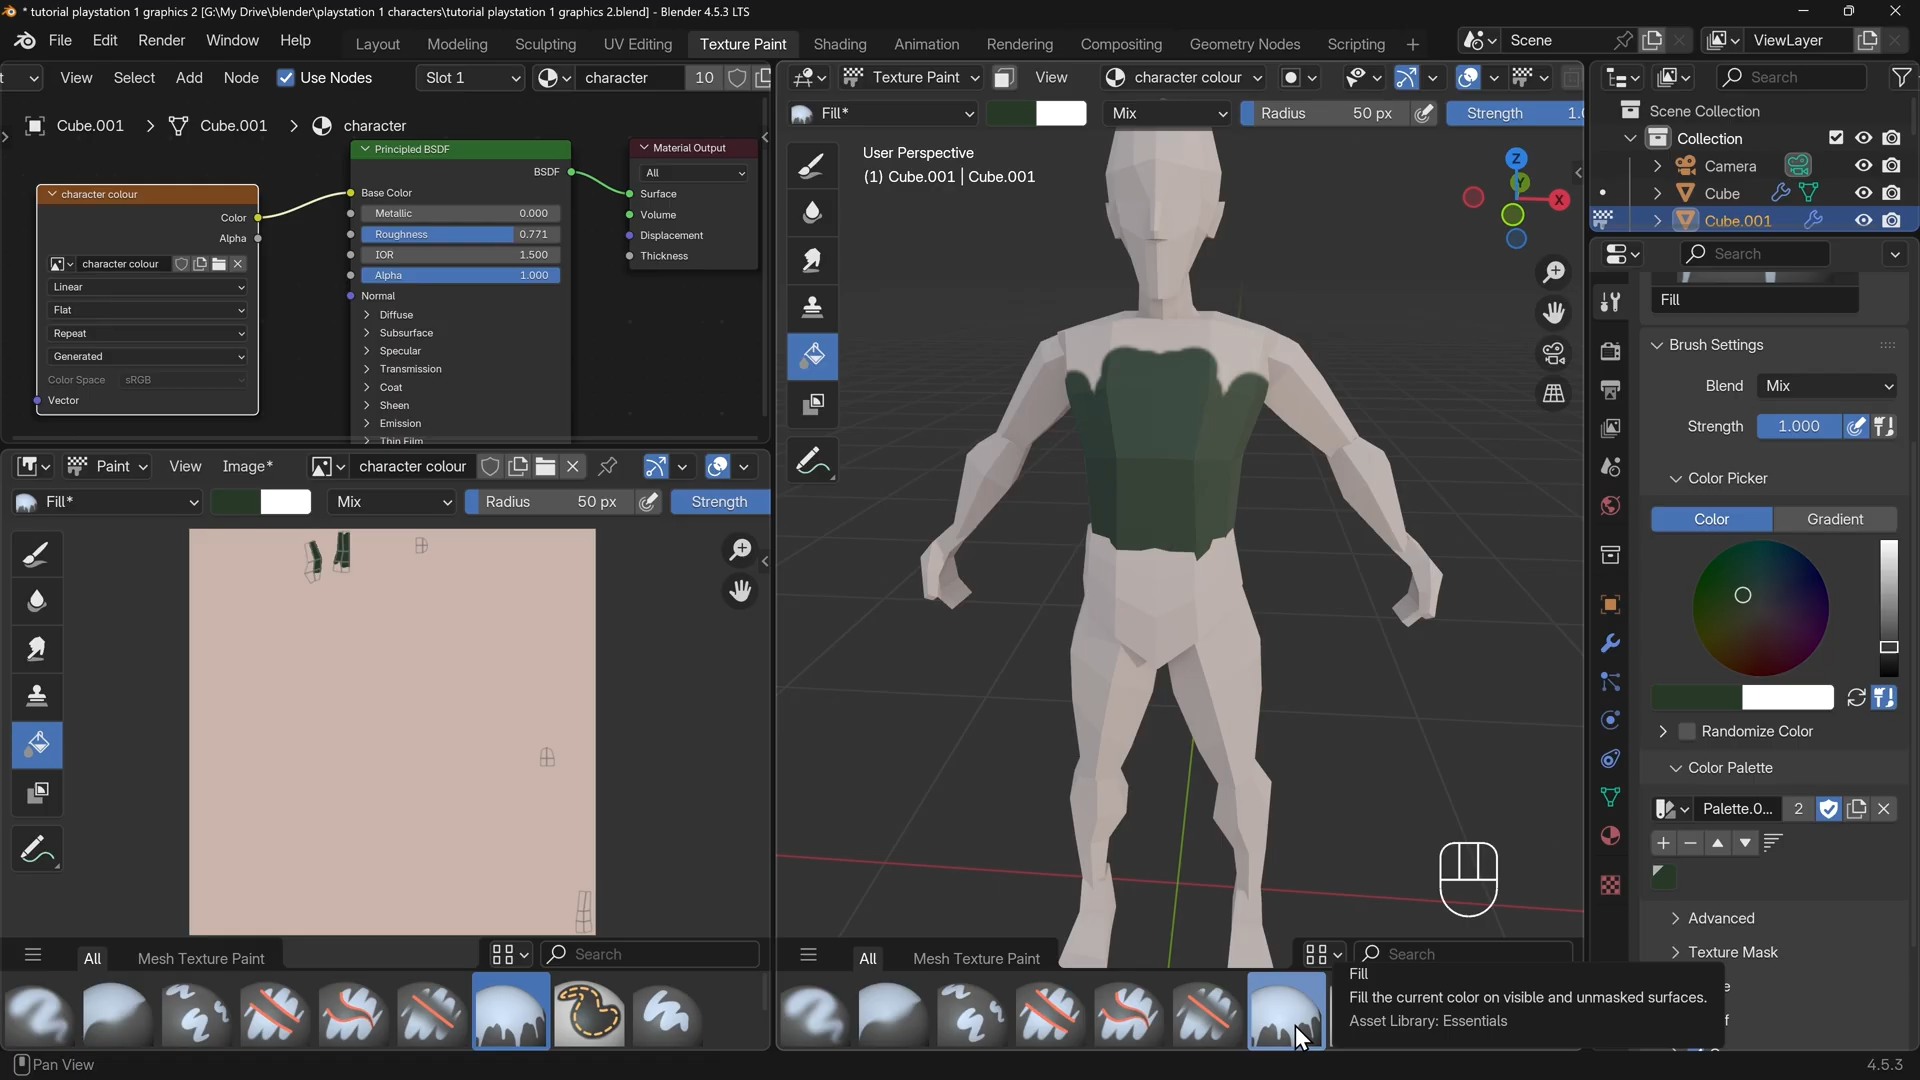 * tutorial playstation 1 graphics 2 [G:\My Drive\blender\playstation 1 characters\tutorial playstation 1 graphics 2.blend] - Blender 4.5.3 LTS
File Edit Render Window Help Layout Modeling Sculpting UV Editing Texture Paint Shading Animation Rendering Compositing Geometry Nodes Scripting + Scene ViewLayer
View Select Add Node Use Nodes Slot 1 character 10
Texture Paint View character colour
Search
Fill* Mix Radius 50 px Strength 1.0
Cube.001 > Cube.001 > character
User Perspective
(1) Cube.001 | Cube.001
Scene Collection
Collection
Camera
Cube
Cube.001
Principled BSDF
BSDF
Base Color
Metallic 0.000
Roughness 0.771
IOR 1.500
Alpha 1.000
Normal
Diffuse
Subsurface
Specular
Transmission
Coat
Sheen
Emission
Thin Film
Material Output
All
Surface
Volume
Displacement
Thickness
character colour
Color
Alpha
character colour
Linear
Flat
Repeat
Generated
Color Space sRGB
Vector
Z
Y
X
Search
Fill
Brush Settings
Blend Mix
Strength 1.000
Color Picker
Color Gradient
Randomize Color
Color Palette
Palette.0... 2
Advanced
Texture Mask
Paint View Image* character colour
Fill* Mix Radius 50 px Strength
All Mesh Texture Paint Search
All Mesh Texture Paint Search
Fill
Fill the current color on visible and unmasked surfaces.
Asset Library: Essentials
Pan View
4.5.3